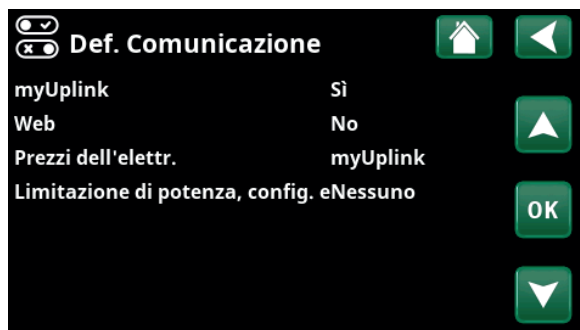 Def. Comunicazione
myUplink Sì
Web No
Prezzi dell'elettr. myUplink
Limitazione di potenza, config. eNessuno
OK